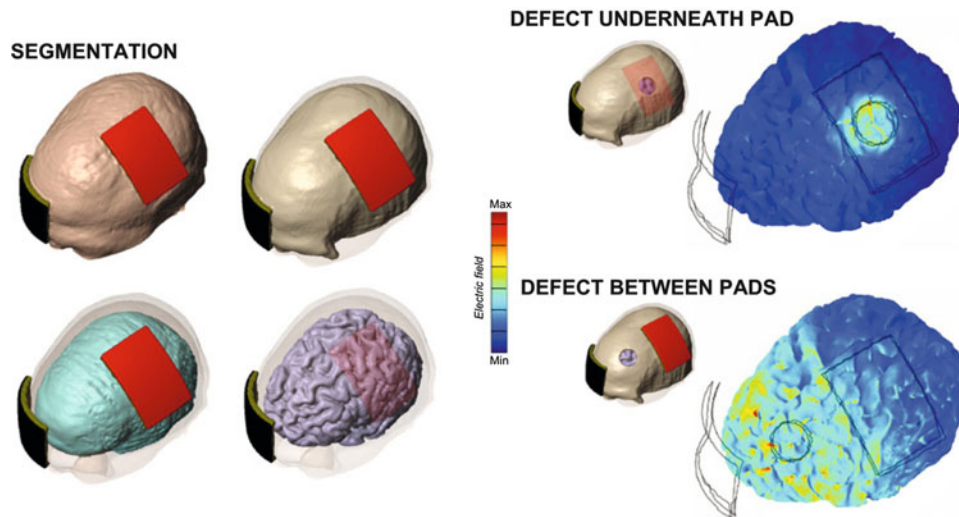 SEGMENTATION
DEFECT UNDERNEATH PAD
Max
Electric field
Min
DEFECT BETWEEN PADS